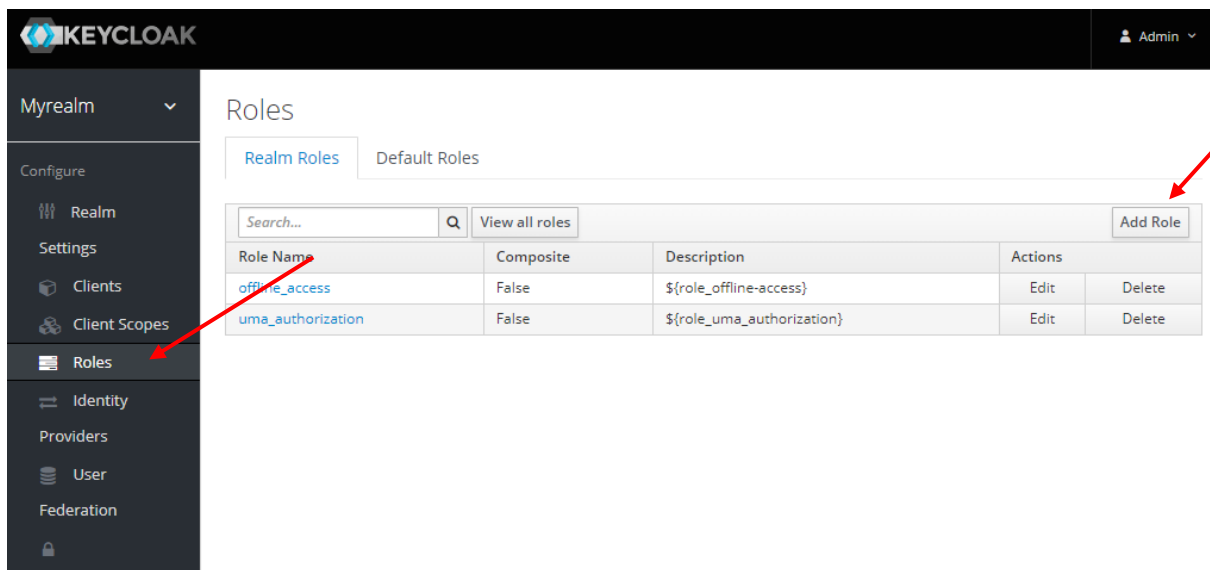 KEYCLOAK
Admin
Myrealm
Configure
Realm
Settings
Clients
Client Scopes
Roles
Identity
Providers
User
Federation
Roles
Realm Roles Default Roles
Search... View all roles Add Role
Role Name Composite Description Actions
offline_access False ${role_offline-access} Edit Delete
uma_authorization False ${role_uma_authorization} Edit Delete